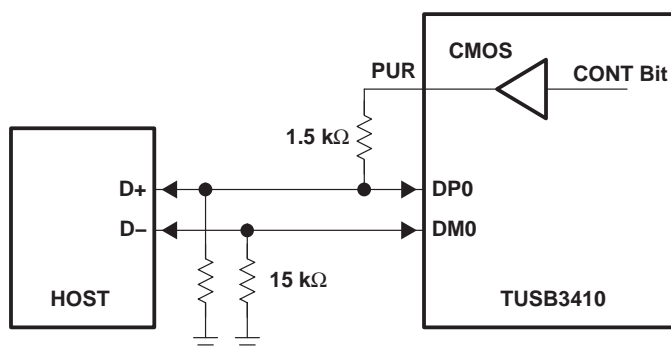 CMOS
PUR
CONT Bit
1.5 kΩ
D+
DP0
D−
DM0
15 kΩ
HOST
TUSB3410